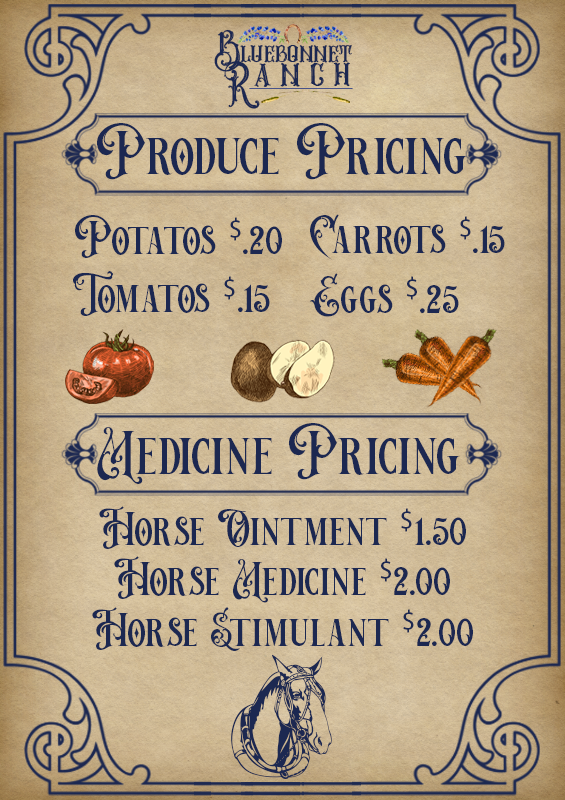 Bluebonnet
Ranch
Produce Pricing
Potatos $.20 Carrots $.15
Tomatos $.15 Eggs $.25
Medicine Pricing
Horse Ointment $1.50
Horse Medicine $2.00
Horse Stimulant $2.00